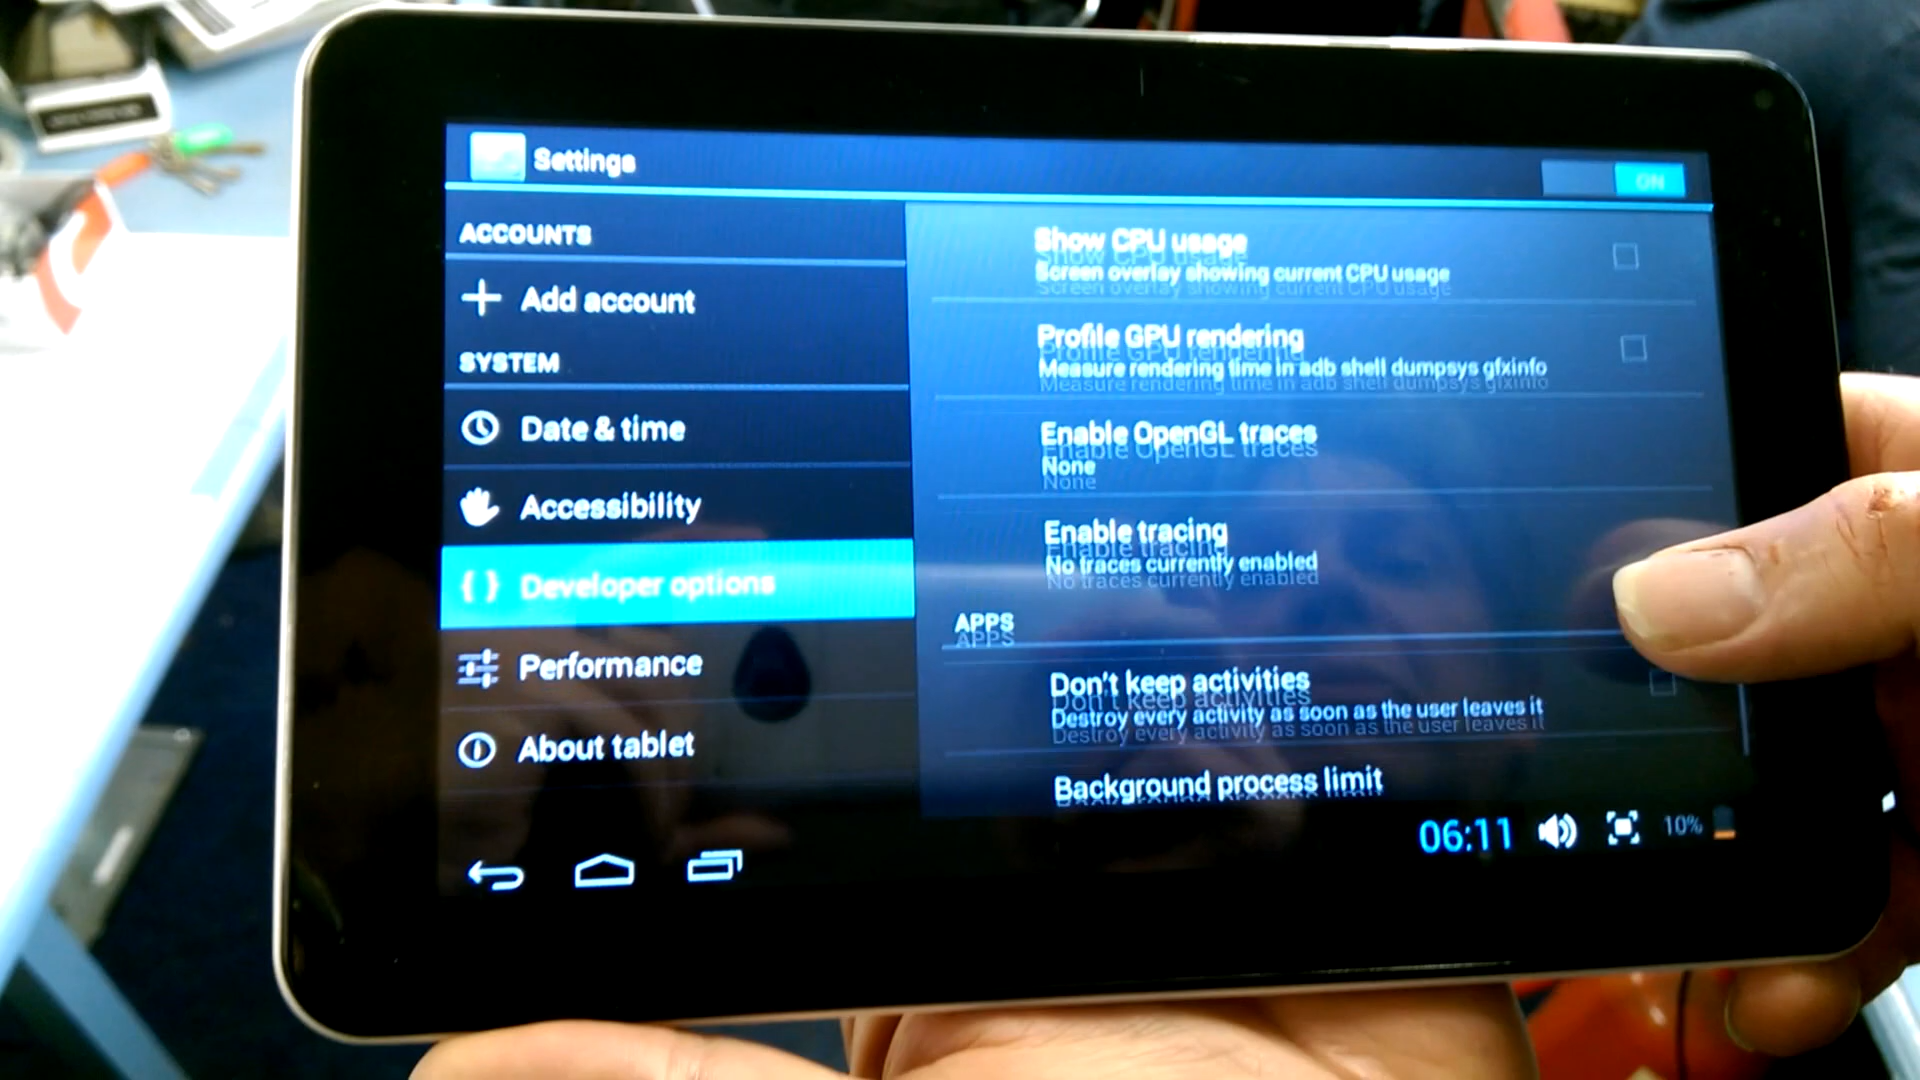 Settings
ON
ACCOUNTS
Add account
SYSTEM
Date & time
Accessibility
{ } Developer options
Performance
About tablet
Show CPU usage
Screen overlay showing current CPU usage
Profile GPU rendering
Measure rendering time in adb shell dumpsys gfxinfo
Enable OpenGL traces
None
Enable tracing
No traces currently enabled
APPS
Don't keep activities
Destroy every activity as soon as the user leaves it
Background process limit
06:11
10%